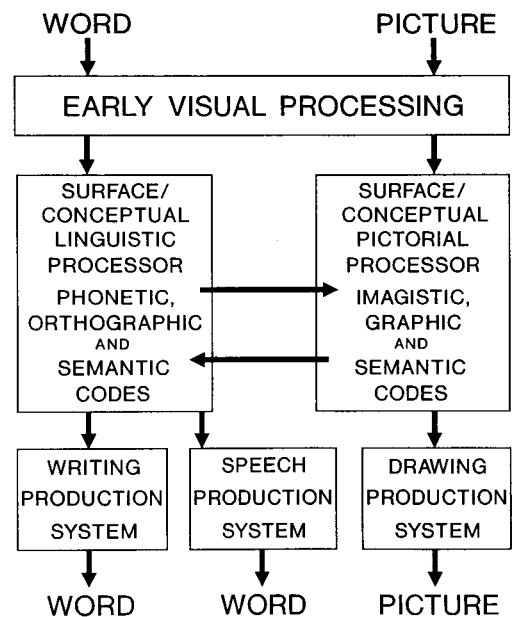 WORD
PICTURE
EARLY VISUAL PROCESSING
SURFACE/
CONCEPTUAL
LINGUISTIC
PROCESSOR
PHONETIC,
ORTHOGRAPHIC
AND
SEMANTIC
CODES
SURFACE/
CONCEPTUAL
PICTORIAL
PROCESSOR
IMAGISTIC,
GRAPHIC
AND
SEMANTIC
CODES
WRITING
PRODUCTION
SYSTEM
SPEECH
PRODUCTION
SYSTEM
DRAWING
PRODUCTION
SYSTEM
WORD
WORD
PICTURE